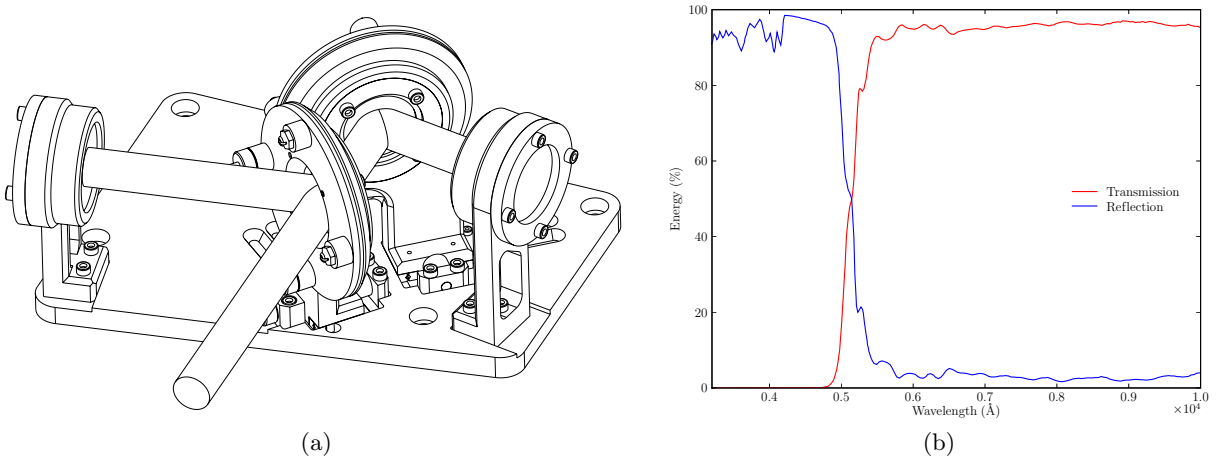 100
80
60
40
20
0
Energy (%)
0.4
0.5
0.6
0.7
0.8
0.9
1.0
×10⁴
Wavelength (Å)
Transmission
Reflection
(a)
(b)